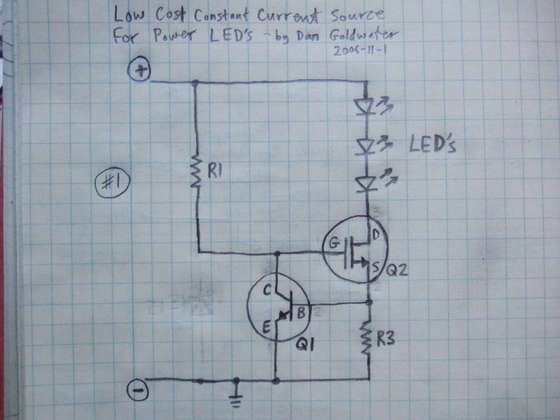 Low Cost Constant Current Source
For Power LED's - by Dan Goldwater
2006-11-1
+
LED's
R1
#1
D
G
S
Q2
C
B
E
R3
Q1
-